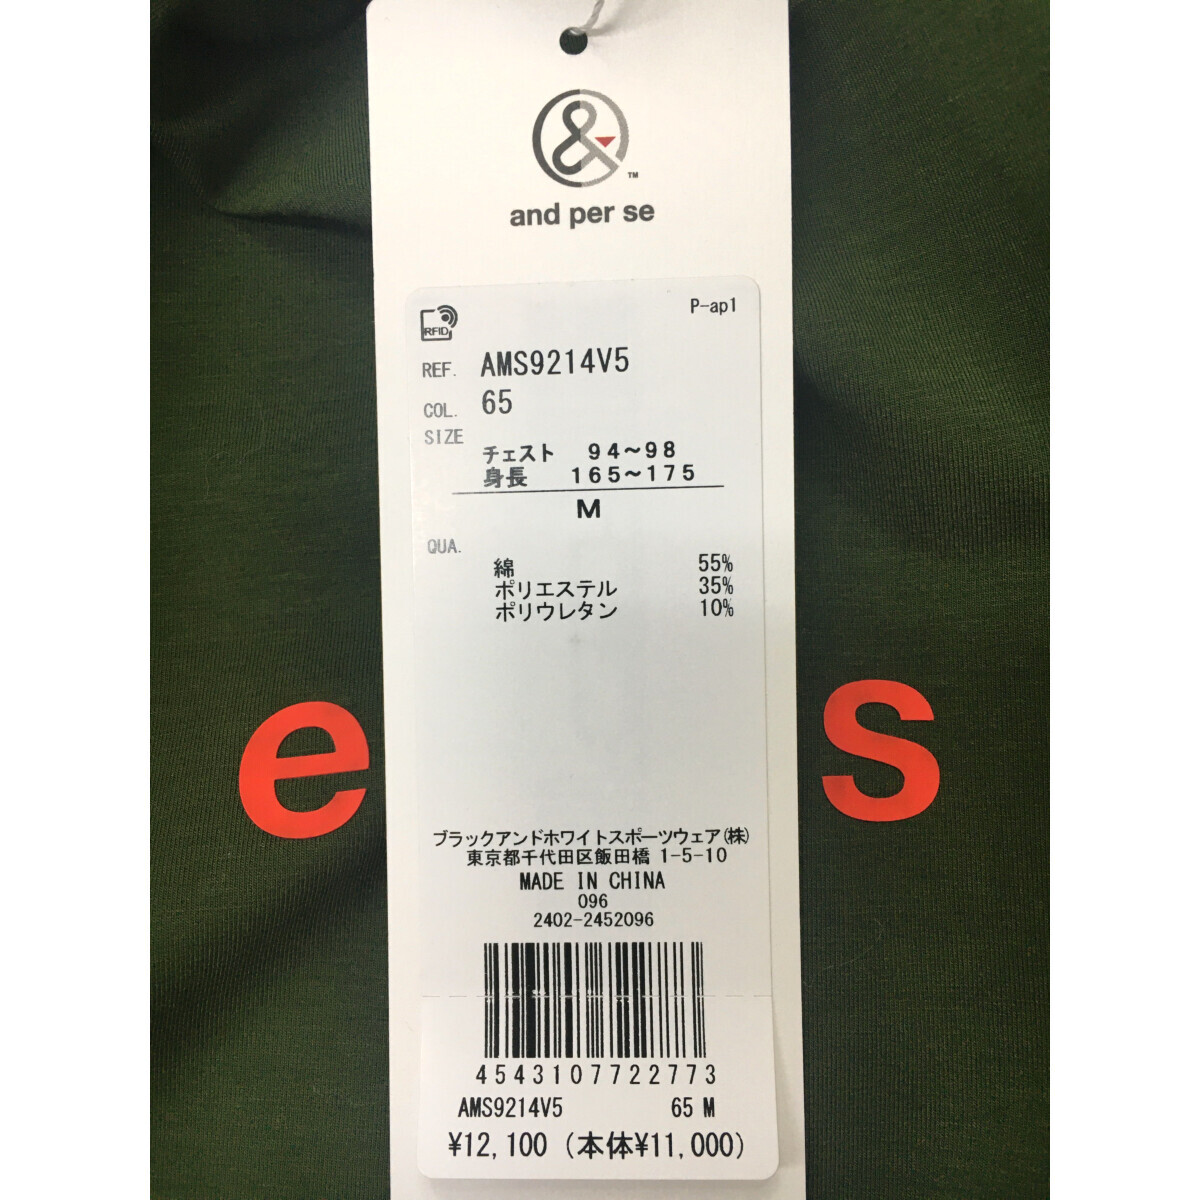 &
TM
and per se
P-ap1
RFID
REF. AMS9214V5
COL. 65
SIZE
チェスト 94～98
身長 165～175
M
QUA.
綿 55%
ポリエステル 35%
ポリウレタン 10%
e s
ブラックアンドホワイトスポーツウェア(株)
東京都千代田区飯田橋 1-5-10
MADE IN CHINA
096
2402-2452096
4543107722773
AMS9214V5 65 M
¥12,100 (本体¥11,000)